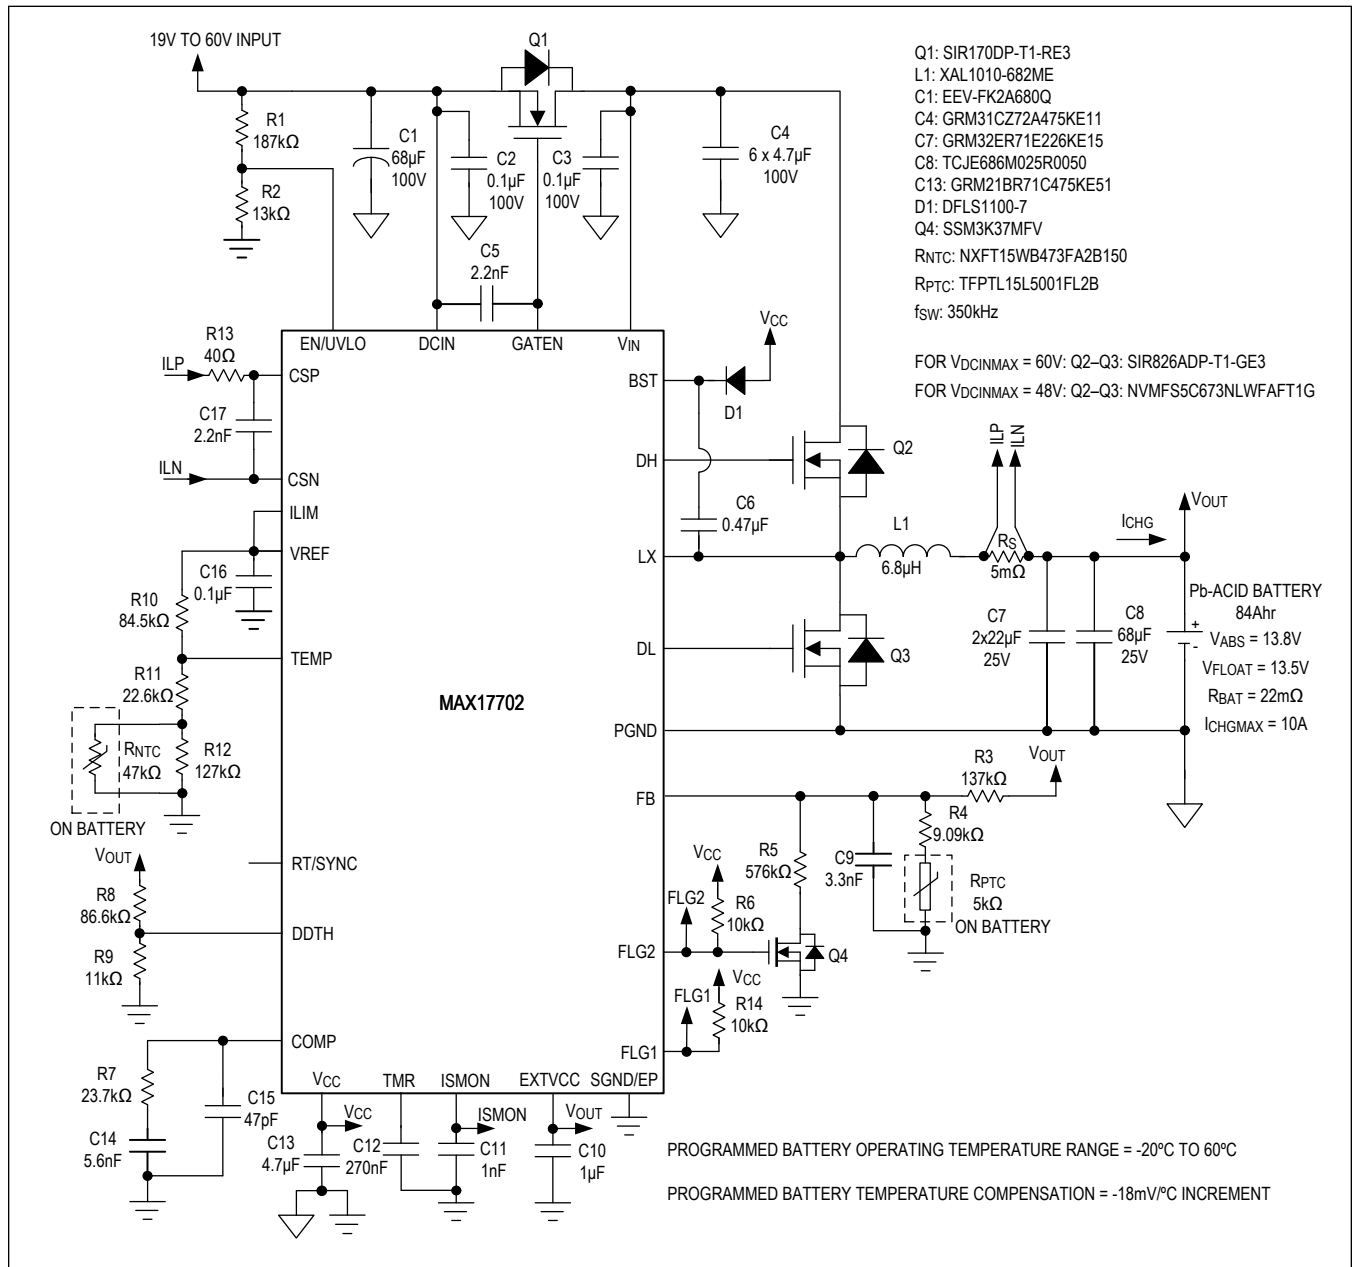 19V TO 60V INPUT
Q1
Q1: SIR170DP-T1-RE3
L1: XAL1010-682ME
C1: EEV-FK2A680Q
C4: GRM31CZ72A475KE11
C7: GRM32ER71E226KE15
C8: TCJE686M025R0050
C13: GRM21BR71C475KE51
D1: DFLS1100-7
Q4: SSM3K37MFV
RNTC: NXFT15WB473FA2B150
RPTC: TFPTL15L5001FL2B
fSW: 350kHz
FOR VDCINMAX = 60V: Q2–Q3: SIR826ADP-T1-GE3
FOR VDCINMAX = 48V: Q2–Q3: NVMFS5C673NLWFAFT1G
R1
187kΩ
R2
13kΩ
C1
68µF
100V
C2
0.1µF
100V
C3
0.1µF
100V
C4
6 x 4.7µF
100V
C5
2.2nF
EN/UVLO
DCIN
GATEN
VIN
R13
40Ω
ILP
CSP
C17
2.2nF
ILN
CSN
ILIM
VREF
C16
0.1µF
R10
84.5kΩ
TEMP
R11
22.6kΩ
RNTC
47kΩ
R12
127kΩ
ON BATTERY
VOUT
RT/SYNC
R8
86.6kΩ
DDTH
R9
11kΩ
COMP
R7
23.7kΩ
C15
47pF
C14
5.6nF
MAX17702
VCC
BST
D1
DH
Q2
C6
0.47µF
LX
L1
6.8µH
ILP
ILN
RS
5mΩ
ICHG
VOUT
DL
Q3
C7
2x22µF
25V
C8
68µF
25V
Pb-ACID BATTERY
84Ahr
+
VABS = 13.8V
-
VFLOAT = 13.5V
RBAT = 22mΩ
ICHGMAX = 10A
PGND
R3
137kΩ
VOUT
FB
R4
9.09kΩ
R5
576kΩ
C9
3.3nF
RPTC
5kΩ
ON BATTERY
VCC
FLG2
R6
10kΩ
FLG2
Q4
VCC
FLG1
R14
10kΩ
FLG1
VCC
TMR
ISMON
EXTVCC
SGND/EP
VCC
ISMON
VOUT
C13
4.7µF
C12
270nF
C11
1nF
C10
1µF
PROGRAMMED BATTERY OPERATING TEMPERATURE RANGE = -20ºC TO 60ºC
PROGRAMMED BATTERY TEMPERATURE COMPENSATION = -18mV/ºC INCREMENT